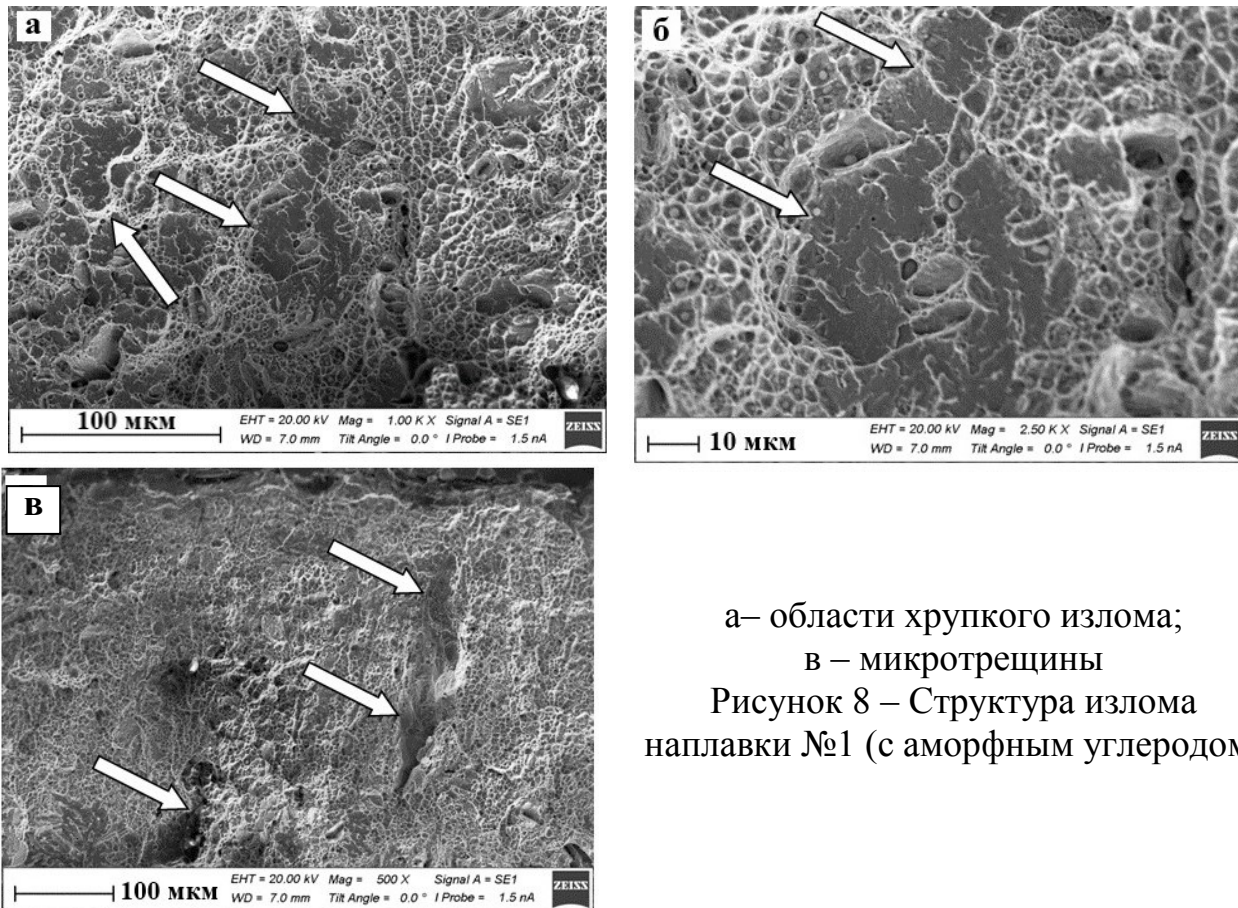 а
100 мкм
EHT = 20.00 kV Mag = 1.00 K X Signal A = SE1
WD = 7.0 mm Tilt Angle = 0.0 ° I Probe = 1.5 nA
ZEISS
б
10 мкм
EHT = 20.00 kV Mag = 2.50 K X Signal A = SE1
WD = 7.0 mm Tilt Angle = 0.0 ° I Probe = 1.5 nA
ZEISS
в
100 мкм
EHT = 20.00 kV Mag = 500 X Signal A = SE1
WD = 7.0 mm Tilt Angle = 0.0 ° I Probe = 1.5 nA
ZEISS
а– области хрупкого излома;
в – микротрещины
Рисунок 8 – Структура излома
наплавки №1 (с аморфным углеродом